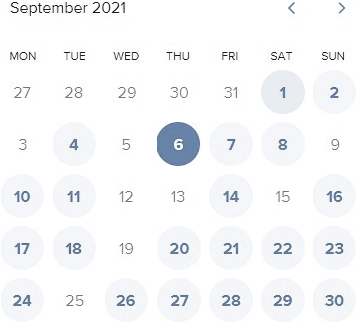 September 2021
MON TUE WED THU FRI SAT SUN
27 28 29 30 31 1 2
3 4 5 6 7 8 9
10 11 12 13 14 15 16
17 18 19 20 21 22 23
24 25 26 27 28 29 30